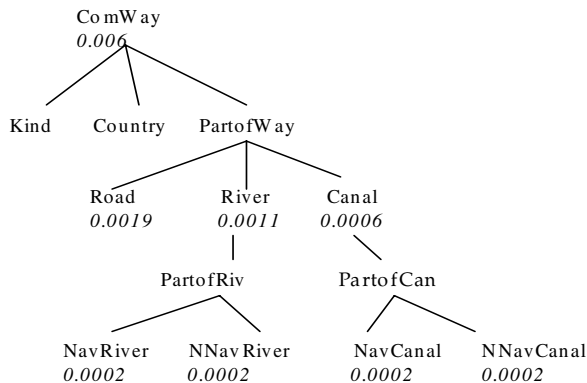 ComWay
0.006
Kind Country PartofWay
Road River Canal
0.0019 0.0011 0.0006
PartofRiv PartofCan
NavRiver NNavRiver NavCanal NNavCanal
0.0002 0.0002 0.0002 0.0002